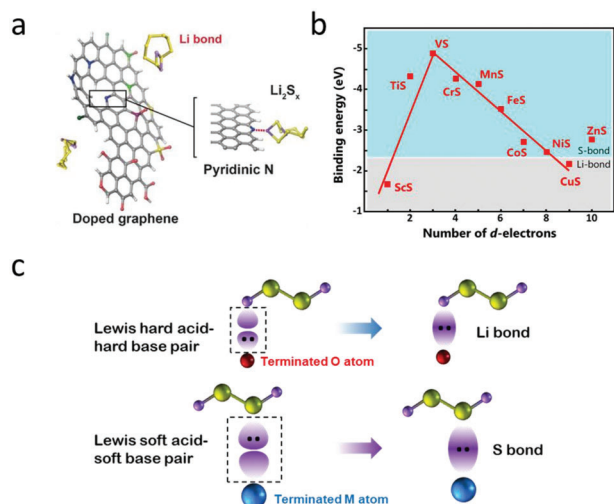 a
Li bond
Li₂Sₓ
Pyridinic N
Doped graphene
b
Binding energy (eV)
-5
-4
-3
-2
-1
VS
TiS
CrS
MnS
FeS
CoS
NiS
ZnS
S-bond
Li-bond
CuS
ScS
2
4
6
8
10
Number of d-electrons
c
Lewis hard acid-
hard base pair
Terminated O atom
Li bond
Lewis soft acid-
soft base pair
Terminated M atom
S bond